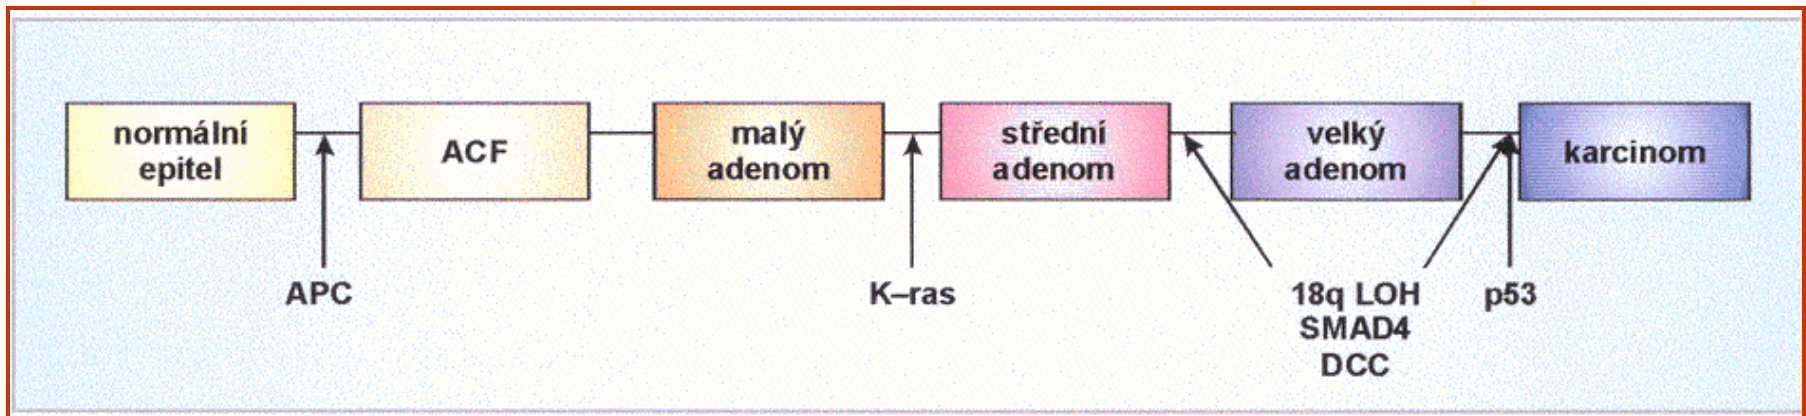 normální
epitel
ACF
malý
adenom
střední
adenom
velký
adenom
karcinom
APC
K–ras
18q LOH
SMAD4
DCC
p53